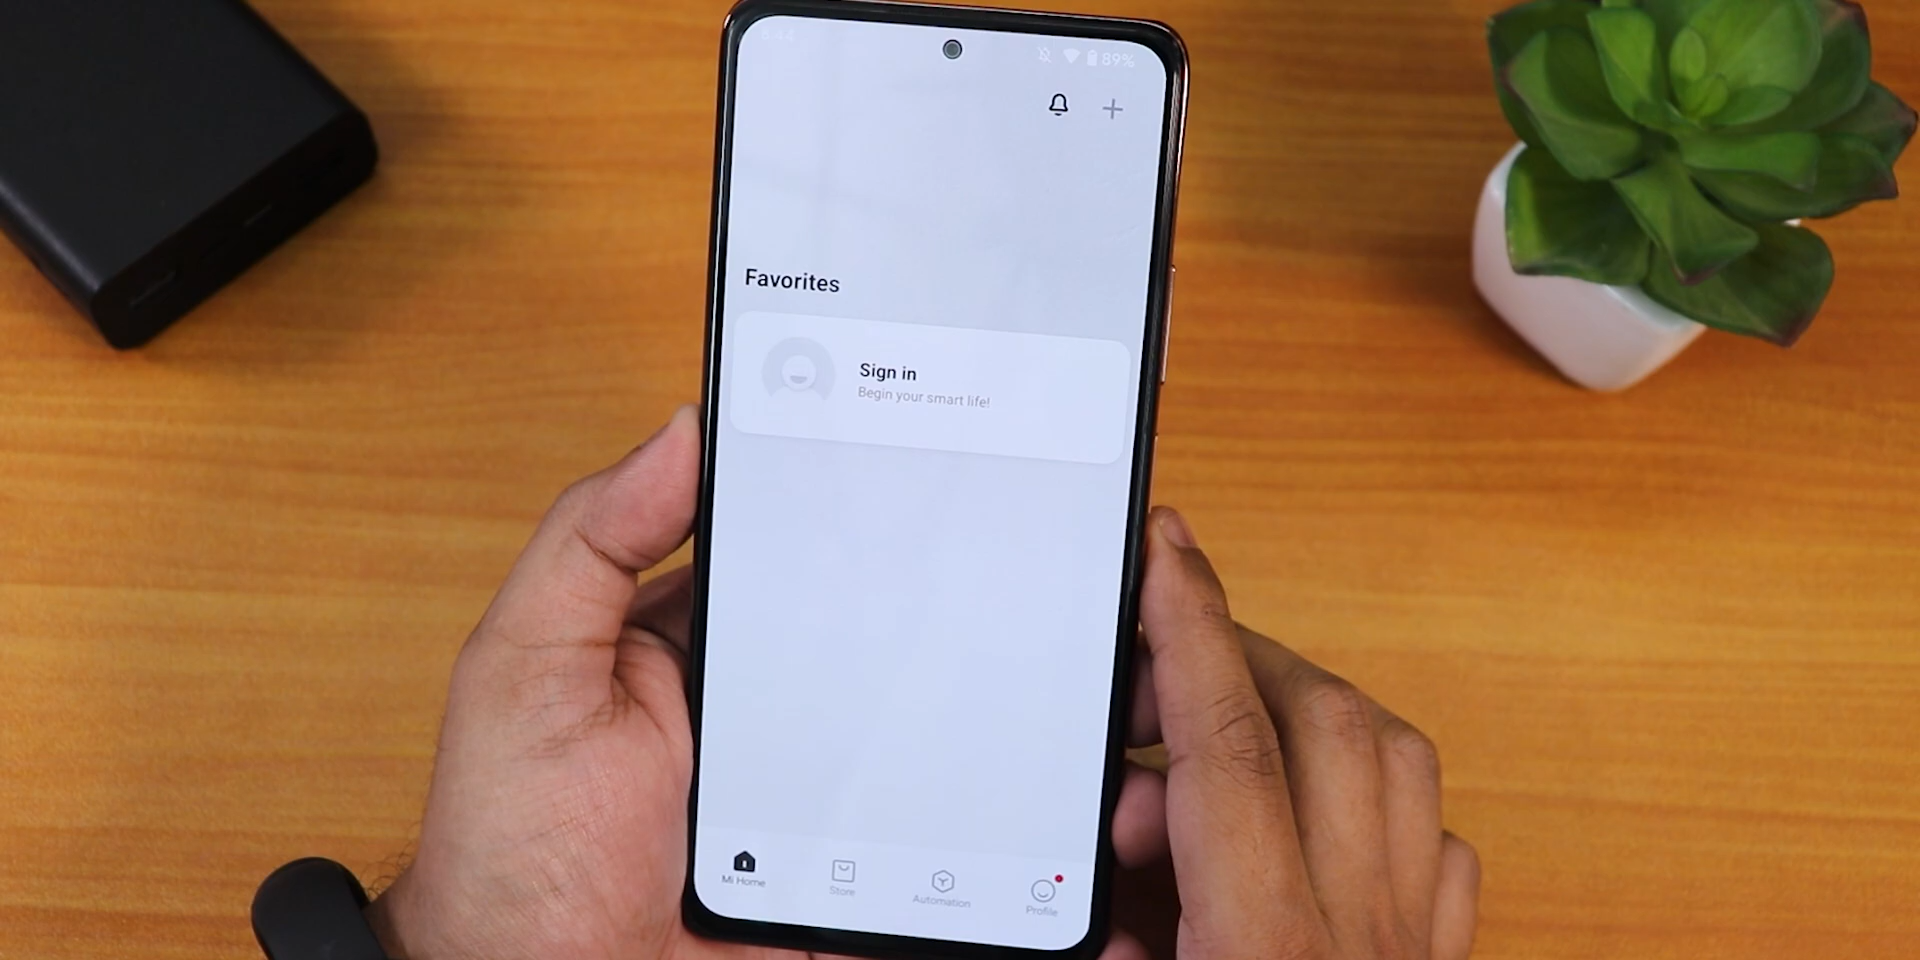 89%
Favorites
Sign in
Begin your smart life!
Mi Home
Store
Automation
Profile